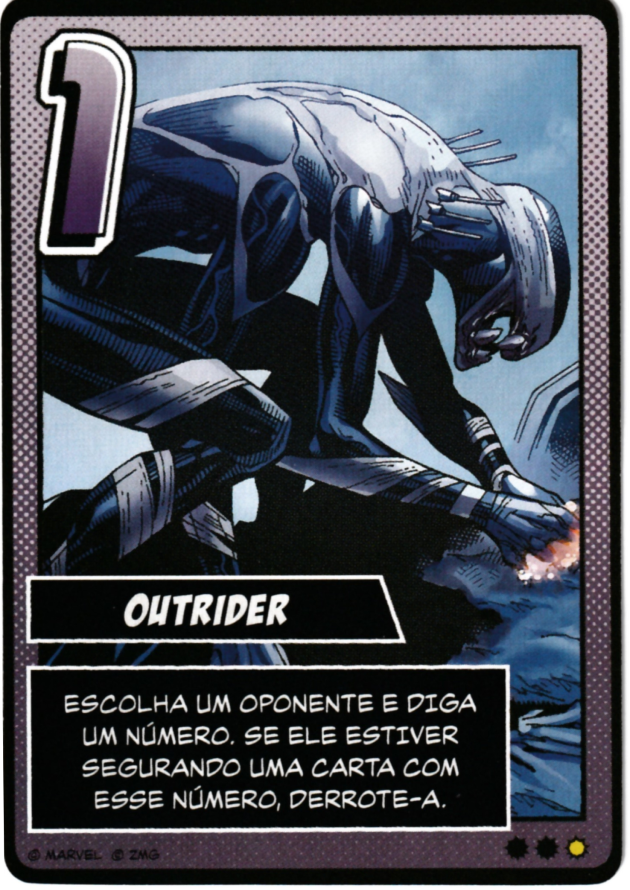 1
OUTRIDER
ESCOLHA UM OPONENTE E DIGA
UM NÚMERO. SE ELE ESTIVER
SEGURANDO UMA CARTA COM
ESSE NÚMERO, DERROTE-A.
© MARVEL © ZMG